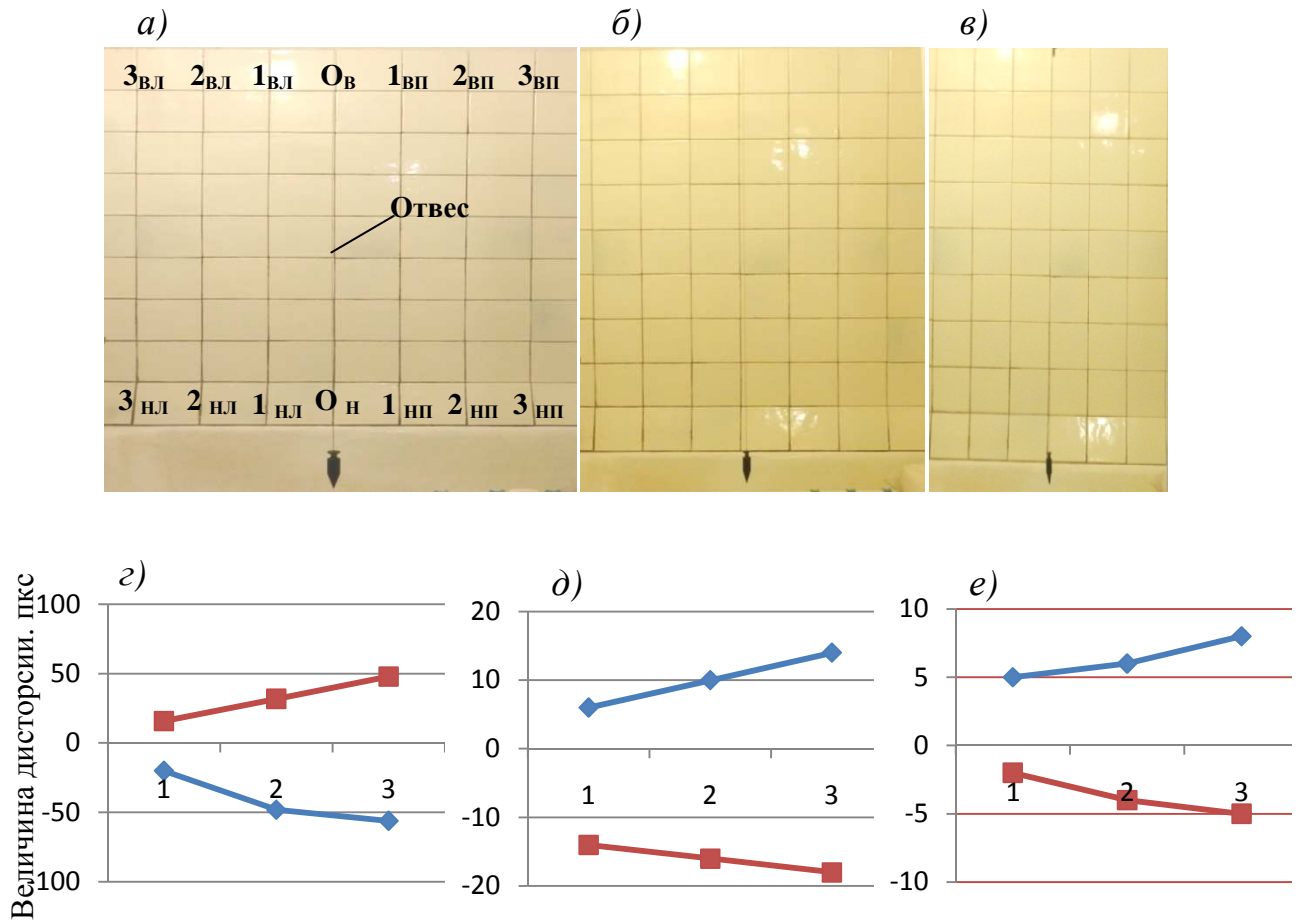 а) б) в)
3ВЛ 2ВЛ 1ВЛ ОВ 1ВП 2ВП 3ВП
Отвес
3 НЛ 2 НЛ 1 НЛ О Н 1 НП 2 НП 3 НП
г) д) е)
Величина дисторсии. пкс
100
50
0
-50
-100
1 2 3
20
10
0
-10
-20
1 2 3
10
5
0
-5
-10
1 2 3